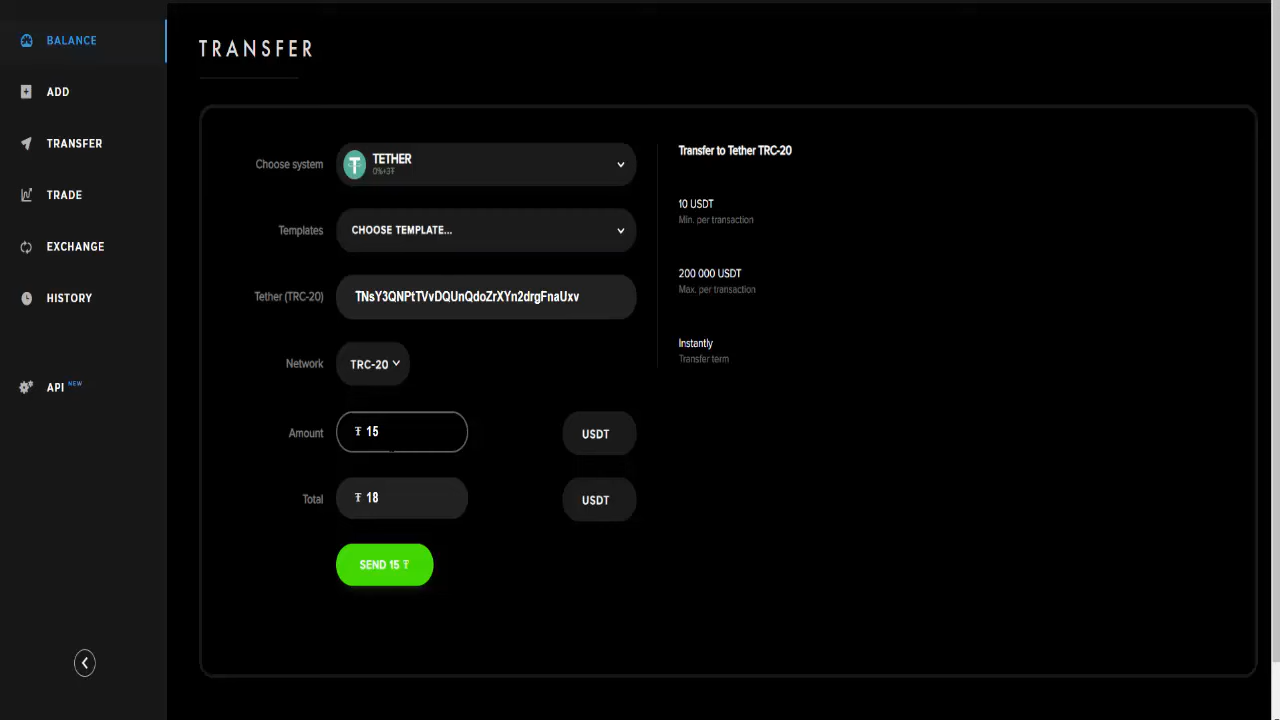 BALANCE
ADD
TRANSFER
TRADE
EXCHANGE
HISTORY
API NEW
TRANSFER
Choose system
TETHER
0%+3₮
Templates
CHOOSE TEMPLATE...
Tether (TRC-20)
TNsY3QNPtTVvDQUnQdoZrXYn2drgFnaUxv
Network
TRC-20
Amount
₮ 15
USDT
Total
₮ 18
USDT
SEND 15 ₮
Transfer to Tether TRC-20
10 USDT
Min. per transaction
200 000 USDT
Max. per transaction
Instantly
Transfer term